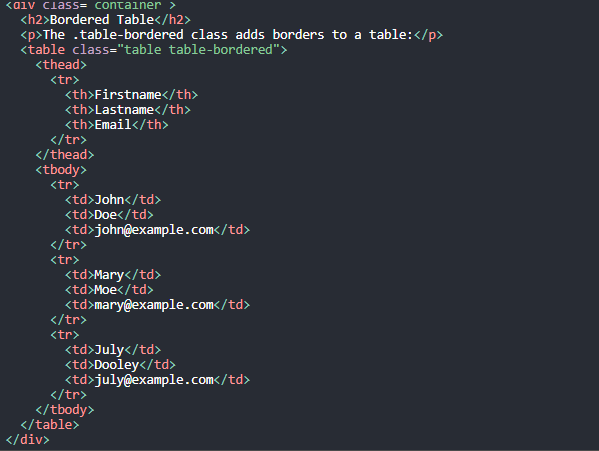 <div class="container">
<h2>Bordered Table</h2>
<p>The .table-bordered class adds borders to a table:</p>
<table class="table table-bordered">
<thead>
<tr>
<th>Firstname</th>
<th>Lastname</th>
<th>Email</th>
</tr>
</thead>
<tbody>
<tr>
<td>John</td>
<td>Doe</td>
<td>john@example.com</td>
</tr>
<tr>
<td>Mary</td>
<td>Moe</td>
<td>mary@example.com</td>
</tr>
<tr>
<td>July</td>
<td>Dooley</td>
<td>july@example.com</td>
</tr>
</tbody>
</table>
</div>